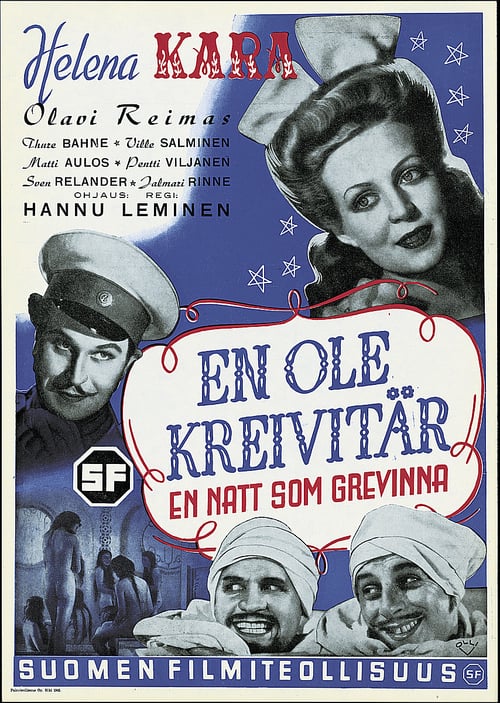 Helena KARA
Olavi Reimas
Thure BAHNE ★ Ville SALMINEN
Matti AULOS ★ Pentti VILJANEN
Sven RELANDER ★ Jalmari RINNE
OHJAUS: REGI:
HANNU LEMINEN
EN OLE
KREIVITÄR
EN NATT SOM GREVINNA
SF
SUOMEN FILMITEOLLISUUS SF